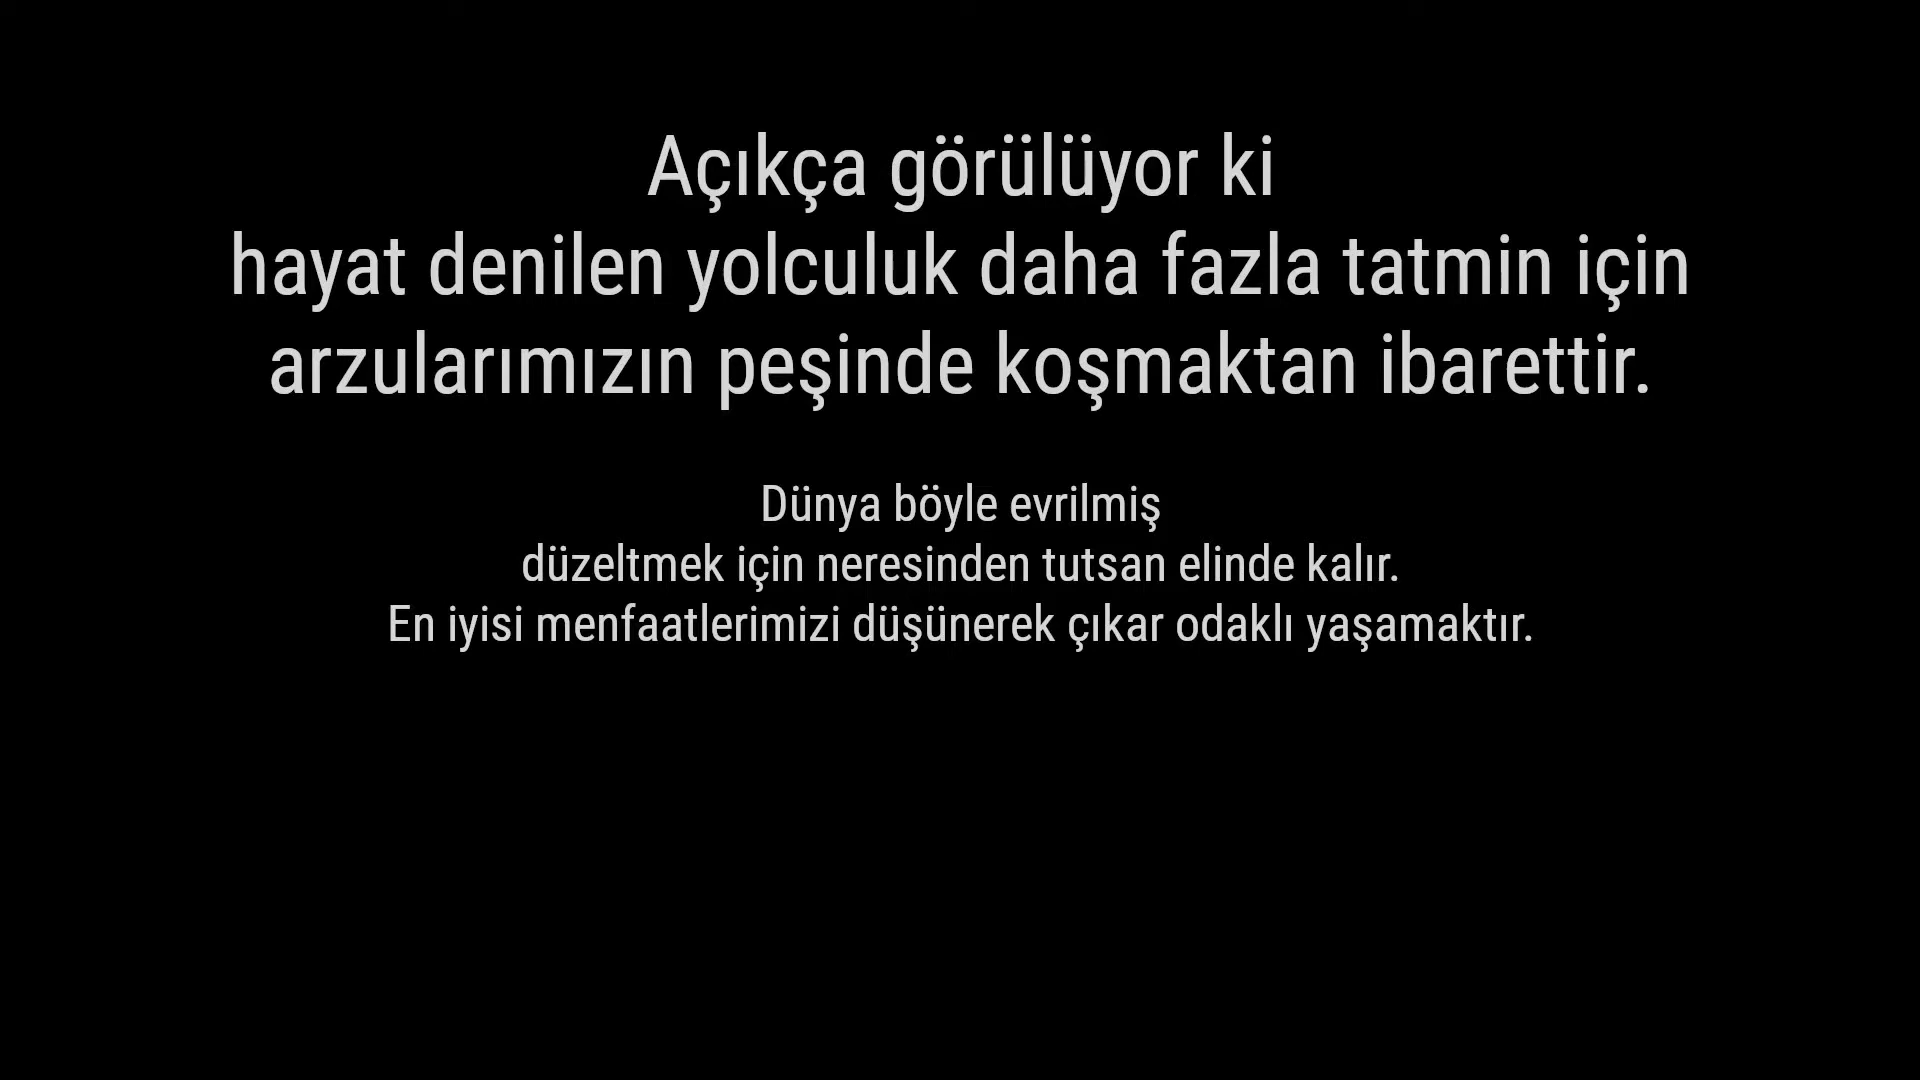 Açıkça görülüyor ki
hayat denilen yolculuk daha fazla tatmin için
arzularımızın peşinde koşmaktan ibarettir.
Dünya böyle evrilmiş
düzeltmek için neresinden tutsan elinde kalır.
En iyisi menfaatlerimizi düşünerek çıkar odaklı yaşamaktır.